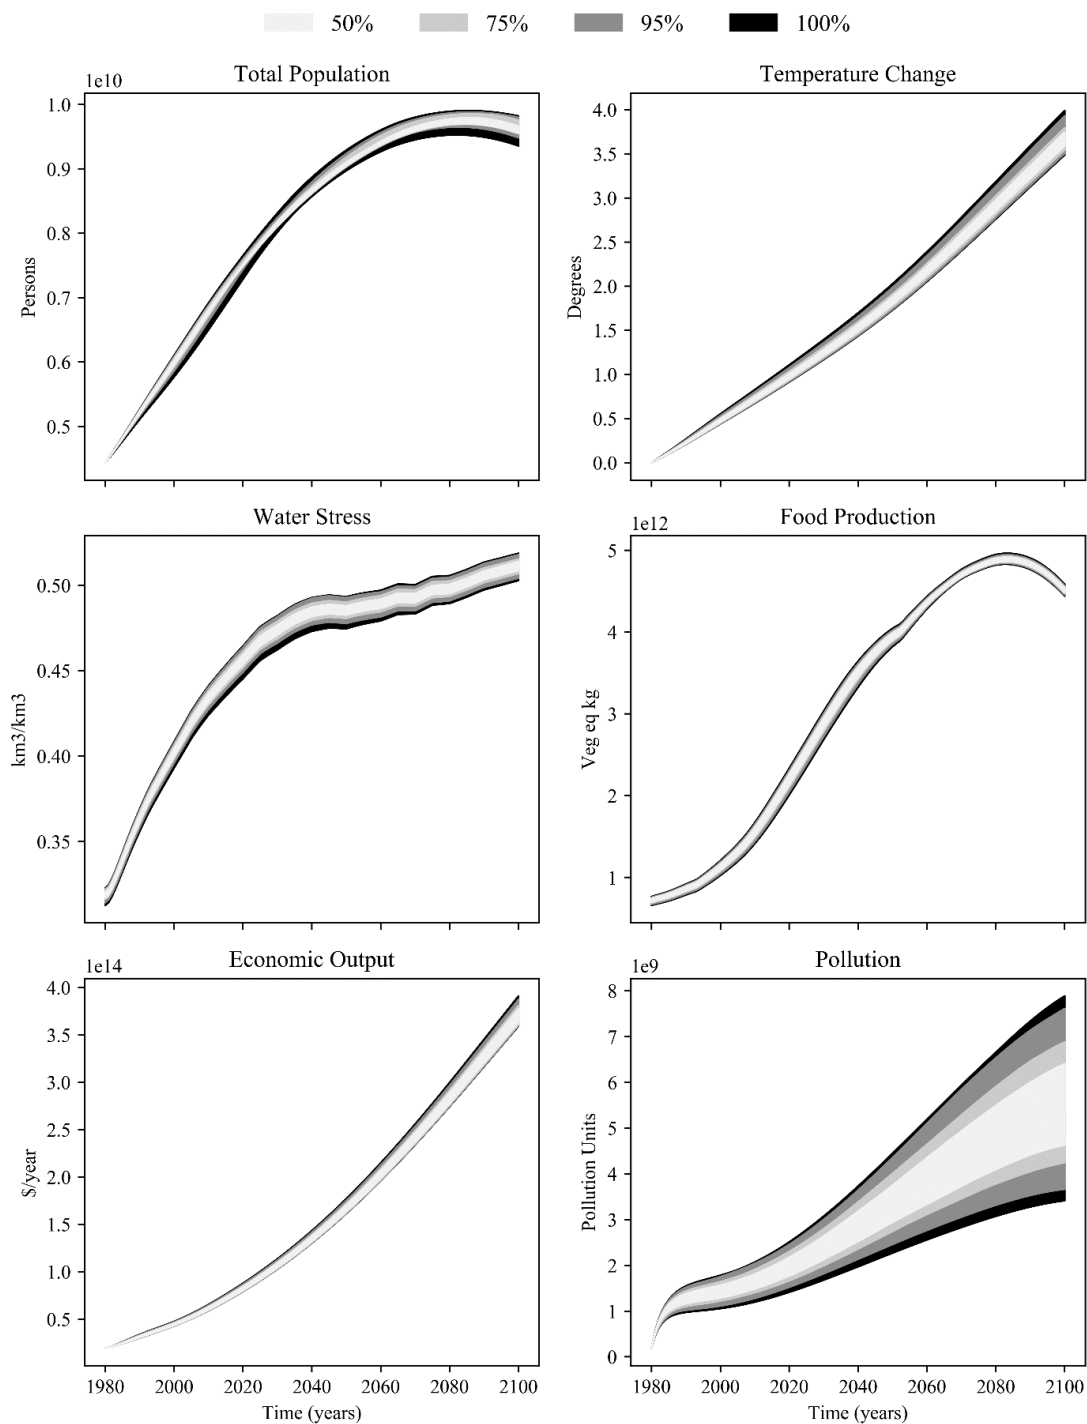 50% 75% 95% 100%
Total Population
1e10
1.0
0.9
0.8
0.7
0.6
0.5
Persons
Temperature Change
4.0
3.5
3.0
2.5
2.0
1.5
1.0
0.5
0.0
Degrees
Water Stress
0.50
0.45
0.40
0.35
km3/km3
Food Production
1e12
5
4
3
2
1
Veg eq kg
Economic Output
1e14
4.0
3.5
3.0
2.5
2.0
1.5
1.0
0.5
$/year
1980 2000 2020 2040 2060 2080 2100
Time (years)
Pollution
1e9
8
7
6
5
4
3
2
1
0
Pollution Units
1980 2000 2020 2040 2060 2080 2100
Time (years)